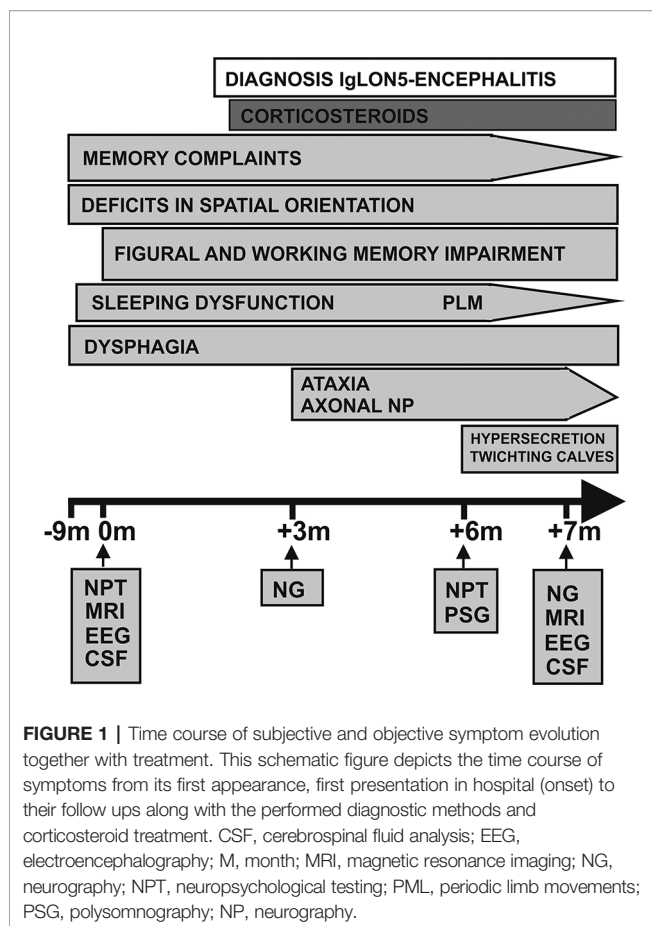 DIAGNOSIS IgLON5-ENCEPHALITIS
CORTICOSTEROIDS
MEMORY COMPLAINTS
DEFICITS IN SPATIAL ORIENTATION
FIGURAL AND WORKING MEMORY IMPAIRMENT
SLEEPING DYSFUNCTION PLM
DYSPHAGIA
ATAXIA
AXONAL NP
HYPERSECRETION
TWICHTING CALVES
-9m 0m +3m +6m +7m
NPT
MRI
EEG
CSF
NG
NPT
PSG
NG
MRI
EEG
CSF
FIGURE 1 | Time course of subjective and objective symptom evolution
together with treatment. This schematic figure depicts the time course of
symptoms from its first appearance, first presentation in hospital (onset) to
their follow ups along with the performed diagnostic methods and
corticosteroid treatment. CSF, cerebrospinal fluid analysis; EEG,
electroencephalography; M, month; MRI, magnetic resonance imaging; NG,
neurography; NPT, neuropsychological testing; PML, periodic limb movements;
PSG, polysomnography; NP, neurography.